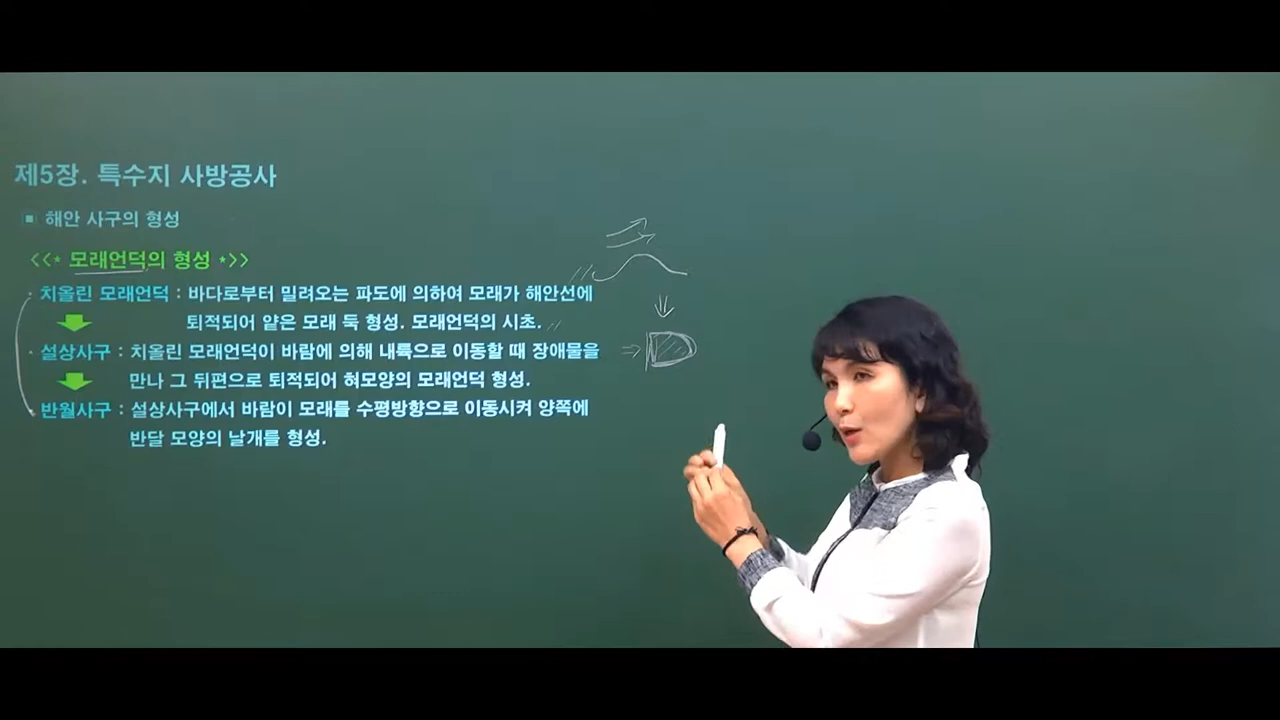 제5장. 특수지 사방공사
▣ 해안 사구의 형성
<<* 모래언덕의 형성 *>>
· 치올린 모래언덕 : 바다로부터 밀려오는 파도에 의하여 모래가 해안선에
퇴적되어 얕은 모래 둑 형성. 모래언덕의 시초.
· 설상사구 : 치올린 모래언덕이 바람에 의해 내륙으로 이동할 때 장애물을
만나 그 뒤편으로 퇴적되어 혀모양의 모래언덕 형성.
· 반월사구 : 설상사구에서 바람이 모래를 수평방향으로 이동시켜 양쪽에
반달 모양의 날개를 형성.